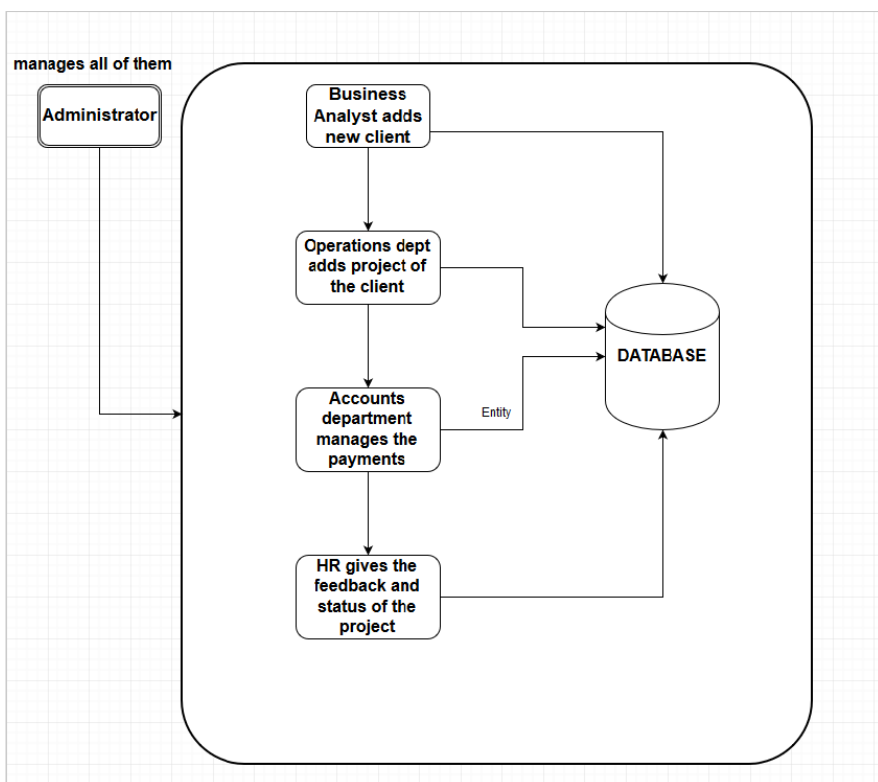 manages all of them
Administrator
Business
Analyst adds
new client
Operations dept
adds project of
the client
DATABASE
Accounts
department
manages the
payments
Entity
HR gives the
feedback and
status of the
project